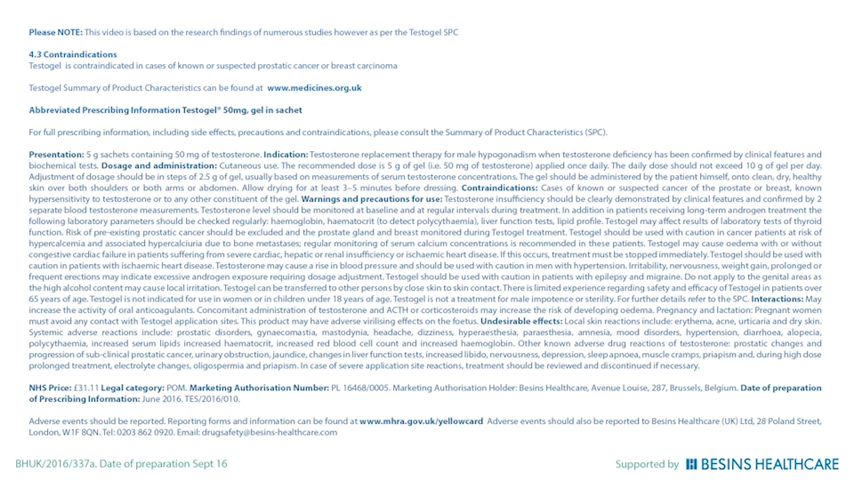 Please NOTE: This video is based on the research findings of numerous studies however as per the Testogel SPC
4.3 Contraindications
Testogel is contraindicated in cases of known or suspected prostatic cancer or breast carcinoma
Testogel Summary of Product Characteristics can be found at www.medicines.org.uk
Abbreviated Prescribing Information Testogel® 50mg, gel in sachet
For full prescribing information, including side effects, precautions and contraindications, please consult the Summary of Product Characteristics (SPC).
Presentation: 5 g sachets containing 50 mg of testosterone. Indication: Testosterone replacement therapy for male hypogonadism when testosterone deficiency has been confirmed by clinical features and
biochemical tests. Dosage and administration: Cutaneous use. The recommended dose is 5 g of gel (i.e. 50 mg of testosterone) applied once daily. The daily dose should not exceed 10 g of gel per day.
Adjustment of dosage should be in steps of 2.5 g of gel, usually based on measurements of serum testosterone concentrations. The gel should be administered by the patient himself, onto clean, dry, healthy
skin over both shoulders or both arms or abdomen. Allow drying for at least 3–5 minutes before dressing. Contraindications: Cases of known or suspected cancer of the prostate or breast, known
hypersensitivity to testosterone or to any other constituent of the gel. Warnings and precautions for use: Testosterone insufficiency should be clearly demonstrated by clinical features and confirmed by 2
separate blood testosterone measurements. Testosterone level should be monitored at baseline and at regular intervals during treatment. In addition in patients receiving long-term androgen treatment the
following laboratory parameters should be checked regularly: haemoglobin, haematocrit (to detect polycythaemia), liver function tests, lipid profile. Testogel may affect results of laboratory tests of thyroid
function. Risk of pre-existing prostatic cancer should be excluded and the prostate gland and breast monitored during Testogel treatment. Testogel should be used with caution in cancer patients at risk of
hypercalcemia and associated hypercalciuria due to bone metastases; regular monitoring of serum calcium concentrations is recommended in these patients. Testogel may cause oedema with or without
congestive cardiac failure in patients suffering from severe cardiac, hepatic or renal insufficiency or ischaemic heart disease. If this occurs, treatment must be stopped immediately. Testogel should be used with
caution in patients with ischaemic heart disease. Testosterone may cause a rise in blood pressure and should be used with caution in men with hypertension. Irritability, nervousness, weight gain, prolonged or
frequent erections may indicate excessive androgen exposure requiring dosage adjustment. Testogel should be used with caution in patients with epilepsy and migraine. Do not apply to the genital areas as
the high alcohol content may cause local irritation. Testogel can be transferred to other persons by close skin to skin contact. There is limited experience regarding safety and efficacy of Testogel in patients over
65 years of age. Testogel is not indicated for use in women or in children under 18 years of age. Testogel is not a treatment for male impotence or sterility. For further details refer to the SPC. Interactions: May
increase the activity of oral anticoagulants. Concomitant administration of testosterone and ACTH or corticosteroids may increase the risk of developing oedema. Pregnancy and lactation: Pregnant women
must avoid any contact with Testogel application sites. This product may have adverse virilising effects on the foetus. Undesirable effects: Local skin reactions include: erythema, acne, urticaria and dry skin.
Systemic adverse reactions include: prostatic disorders, gynaecomastia, mastodynia, headache, dizziness, hyperaesthesia, paraesthesia, amnesia, mood disorders, hypertension, diarrhoea, alopecia,
polycythaemia, increased serum lipids increased haematocrit, increased red blood cell count and increased haemoglobin. Other known adverse drug reactions of testosterone: prostatic changes and
progression of sub-clinical prostatic cancer, urinary obstruction, jaundice, changes in liver function tests, increased libido, nervousness, depression, sleep apnoea, muscle cramps, priapism and, during high dose
prolonged treatment, electrolyte changes, oligospermia and priapism. In case of severe application site reactions, treatment should be reviewed and discontinued if necessary.
NHS Price: £31.11 Legal category: POM. Marketing Authorisation Number: PL 16468/0005. Marketing Authorisation Holder: Besins Healthcare, Avenue Louise, 287, Brussels, Belgium. Date of preparation
of Prescribing Information: June 2016. TES/2016/010.
Adverse events should be reported. Reporting forms and information can be found at www.mhra.gov.uk/yellowcard Adverse events should also be reported to Besins Healthcare (UK) Ltd, 28 Poland Street,
London, W1F 8QN. Tel: 0203 862 0920. Email: drugsafety@besins-healthcare.com
BHUK/2016/337a. Date of preparation Sept 16
Supported by BESINS HEALTHCARE